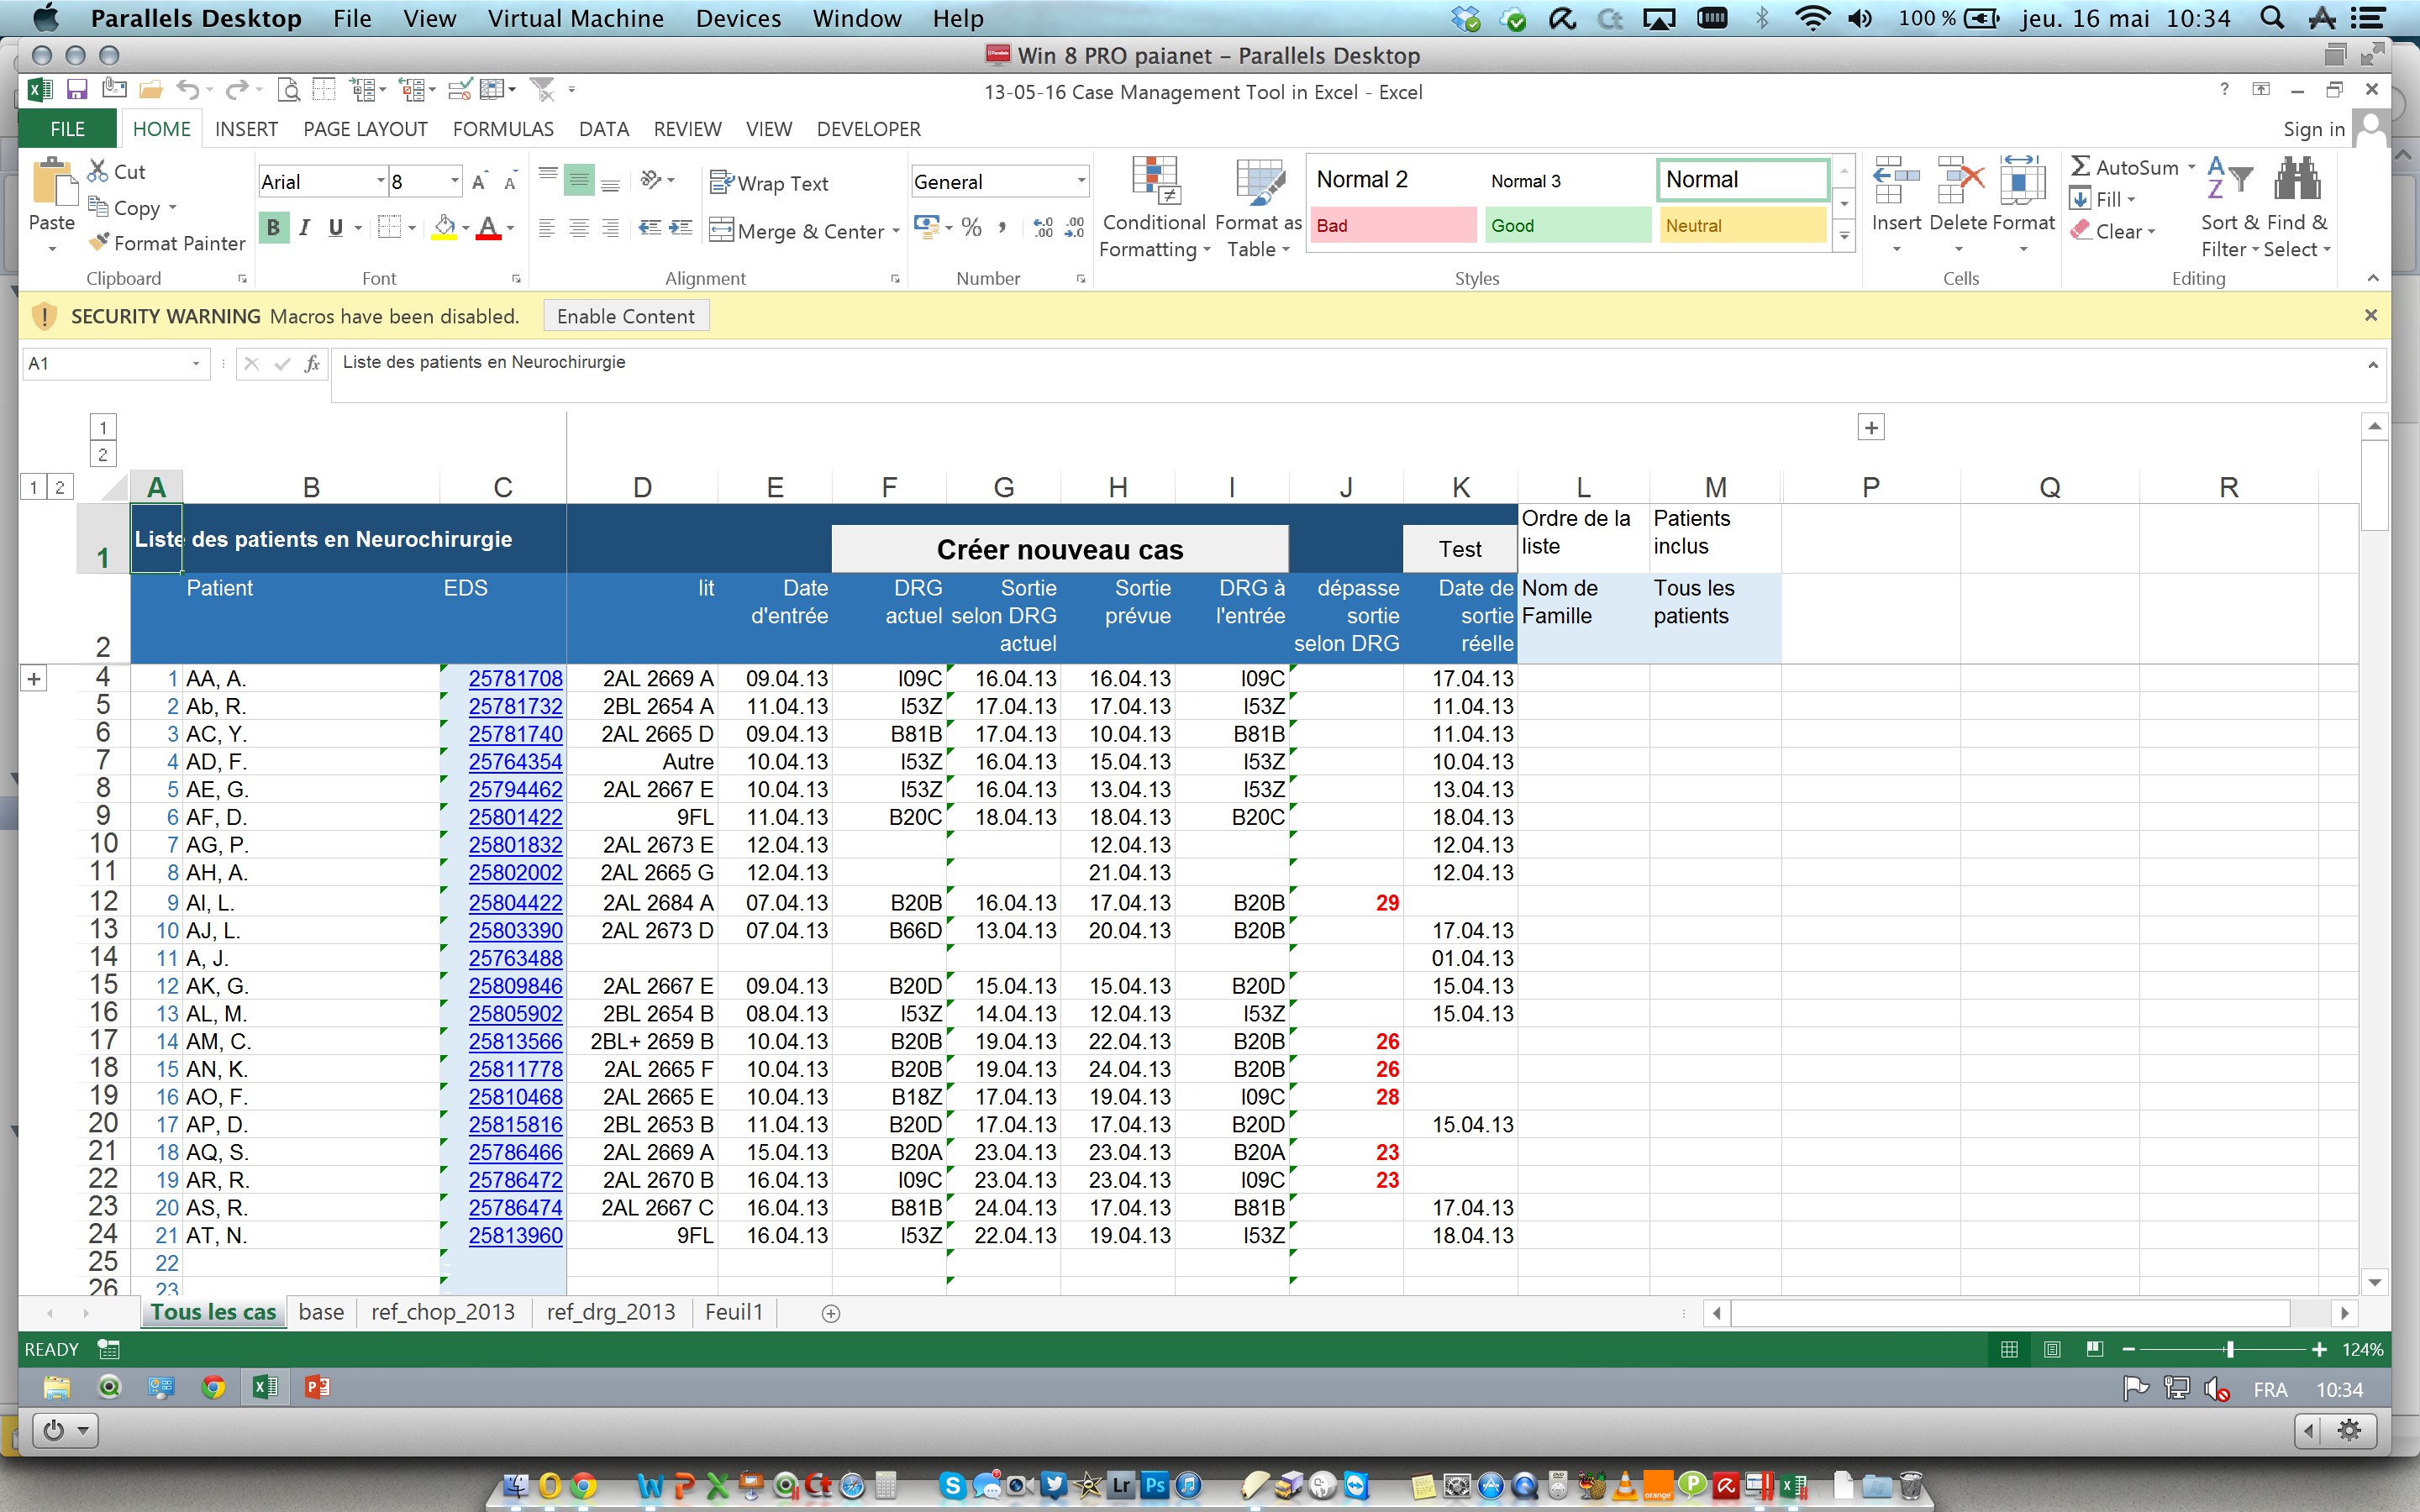 Parallels Desktop File View Virtual Machine Devices Window Help 100 % jeu. 16 mai 10:34
Win 8 PRO paianet – Parallels Desktop
13-05-16 Case Management Tool in Excel - Excel ?
FILE HOME INSERT PAGE LAYOUT FORMULAS DATA REVIEW VIEW VIEW DEVELOPER Sign in
Paste Cut Copy Format Painter Clipboard
Arial 8 B I U A Font
Wrap Text Merge & Center Alignment
General % Number
Conditional Formatting Format as Table
Normal 2 Normal 3 Normal
Bad Good Neutral
Styles
Insert Delete Format Cells
AutoSum Fill Clear Sort & Filter Find & Select Editing
SECURITY WARNING Macros have been disabled. Enable Content
A1 fx Liste des patients en Neurochirurgie
1
2
1 2 A B C D E F G H I J K L M P Q R
1 Liste des patients en Neurochirurgie Créer nouveau cas Test Ordre de la liste Patients inclus
2 Patient EDS lit Date d'entrée DRG actuel Sortie selon DRG actuel Sortie prévue DRG à l'entrée dépasse sortie selon DRG Date de sortie réelle Nom de Famille Tous les patients
4 1 AA, A. 25781708 2AL 2669 A 09.04.13 I09C 16.04.13 16.04.13 I09C 17.04.13
5 2 Ab, R. 25781732 2BL 2654 A 11.04.13 I53Z 17.04.13 17.04.13 I53Z 11.04.13
6 3 AC, Y. 25781740 2AL 2665 D 09.04.13 B81B 17.04.13 10.04.13 B81B 11.04.13
7 4 AD, F. 25764354 Autre 10.04.13 I53Z 16.04.13 15.04.13 I53Z 10.04.13
8 5 AE, G. 25794462 2AL 2667 E 10.04.13 I53Z 16.04.13 13.04.13 I53Z 13.04.13
9 6 AF, D. 25801422 9FL 11.04.13 B20C 18.04.13 18.04.13 B20C 18.04.13
10 7 AG, P. 25801832 2AL 2673 E 12.04.13 12.04.13 12.04.13
11 8 AH, A. 25802002 2AL 2665 G 12.04.13 21.04.13 12.04.13
12 9 AI, L. 25804422 2AL 2684 A 07.04.13 B20B 16.04.13 17.04.13 B20B 29
13 10 AJ, L. 25803390 2AL 2673 D 07.04.13 B66D 13.04.13 20.04.13 B20B 17.04.13
14 11 A, J. 25763488 01.04.13
15 12 AK, G. 25809846 2AL 2667 E 09.04.13 B20D 15.04.13 15.04.13 B20D 15.04.13
16 13 AL, M. 25805902 2BL 2654 B 08.04.13 I53Z 14.04.13 12.04.13 I53Z 15.04.13
17 14 AM, C. 25813566 2BL+ 2659 B 10.04.13 B20B 19.04.13 22.04.13 B20B 26
18 15 AN, K. 25811778 2AL 2665 F 10.04.13 B20B 19.04.13 24.04.13 B20B 26
19 16 AO, F. 25810468 2AL 2665 E 10.04.13 B18Z 17.04.13 19.04.13 I09C 28
20 17 AP, D. 25815816 2BL 2653 B 11.04.13 B20D 17.04.13 17.04.13 B20D 15.04.13
21 18 AQ, S. 25786466 2AL 2669 A 15.04.13 B20A 23.04.13 23.04.13 B20A 23
22 19 AR, R. 25786472 2AL 2670 B 16.04.13 I09C 23.04.13 23.04.13 I09C 23
23 20 AS, R. 25786474 2AL 2667 C 16.04.13 B81B 24.04.13 17.04.13 B81B 17.04.13
24 21 AT, N. 25813960 9FL 16.04.13 I53Z 22.04.13 19.04.13 I53Z 18.04.13
25 22
26 23
Tous les cas base ref_chop_2013 ref_drg_2013 Feuil1
READY 124%
FRA 10:34
Lr Ps
orange